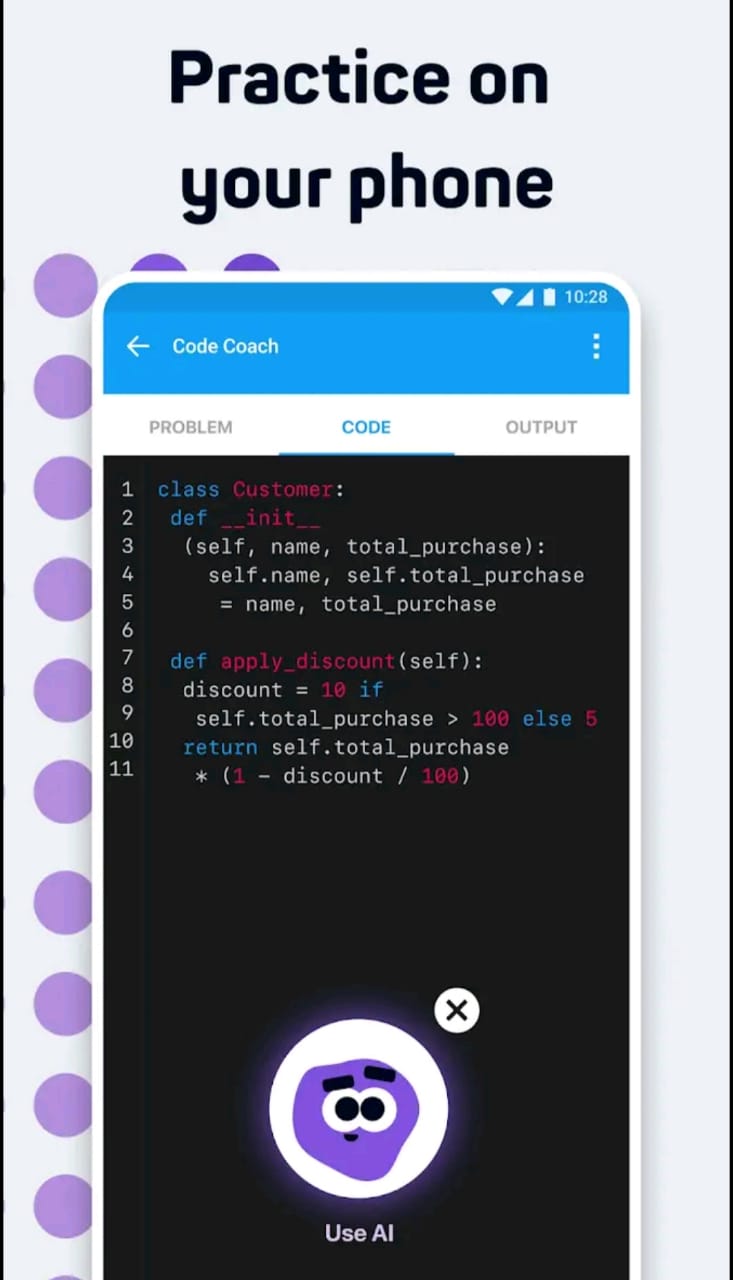 Practice on
your phone
10:28
Code Coach
PROBLEM CODE OUTPUT
1 class Customer:
2 def __init__
3 (self, name, total_purchase):
4 self.name, self.total_purchase
5 = name, total_purchase
6
7 def apply_discount(self):
8 discount = 10 if
9 self.total_purchase > 100 else 5
10 return self.total_purchase
11 * (1 - discount / 100)
Use AI